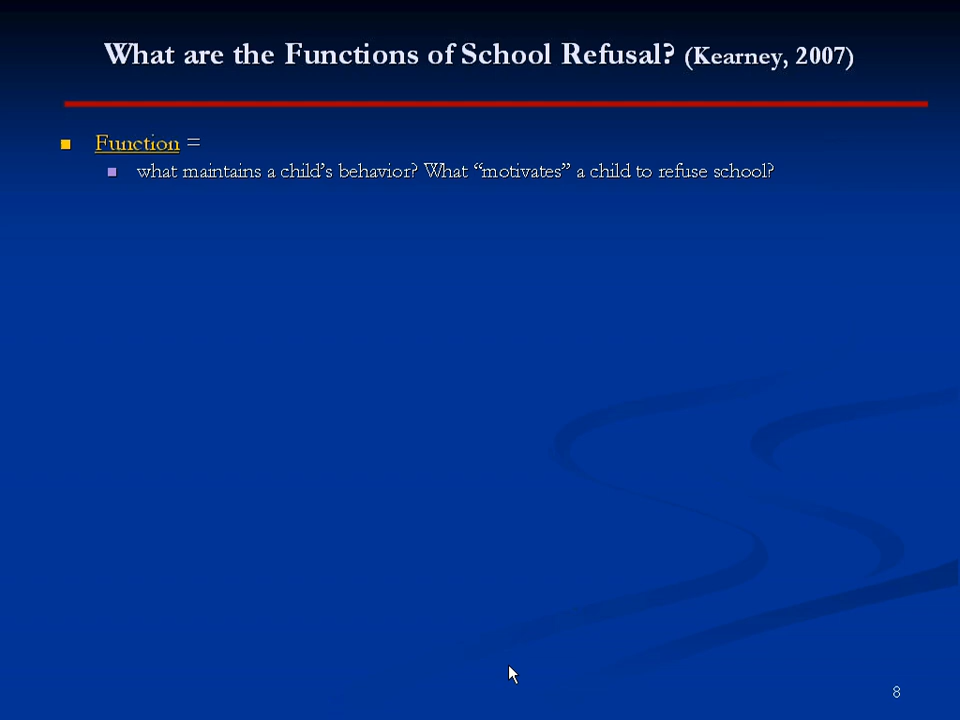 What are the Functions of School Refusal? (Kearney, 2007)
Function =
what maintains a child’s behavior? What “motivates” a child to refuse school?
8